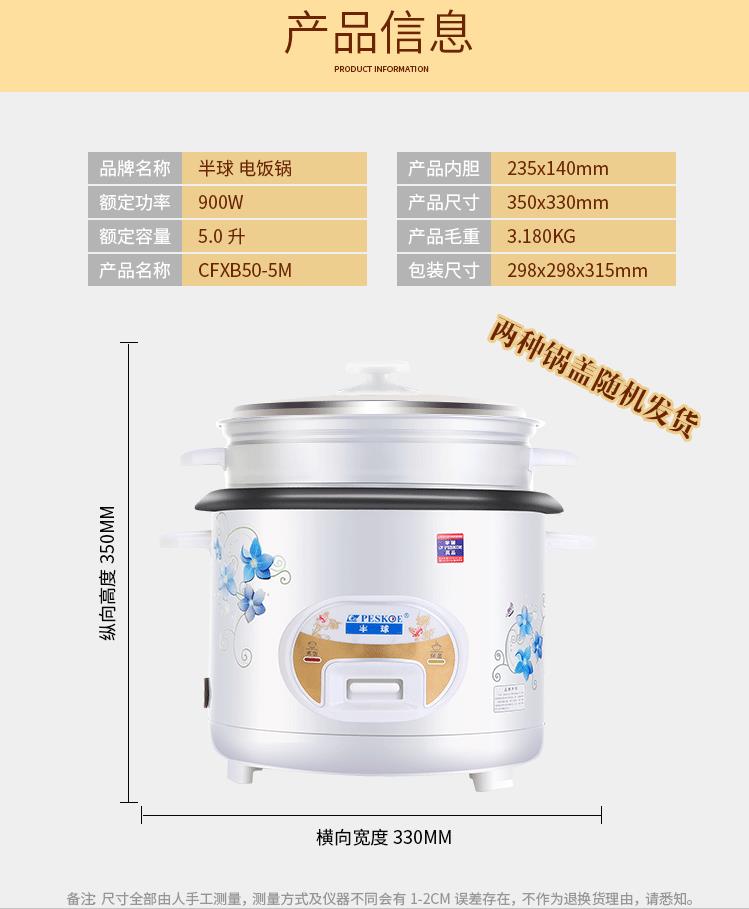 产品信息
PRODUCT INFORMATION
品牌名称 半球 电饭锅
额定功率 900W
额定容量 5.0 升
产品名称 CFXB50-5M
产品内胆 235x140mm
产品尺寸 350x330mm
产品毛重 3.180KG
包装尺寸 298x298x315mm
两种锅盖随机发货
纵向高度 350MM
PESKOE®
半球
煮饭
保温
横向宽度 330MM
备注: 尺寸全部由人手工测量，测量方式及仪器不同会有 1-2CM 误差存在，不作为退换货理由，请悉知。